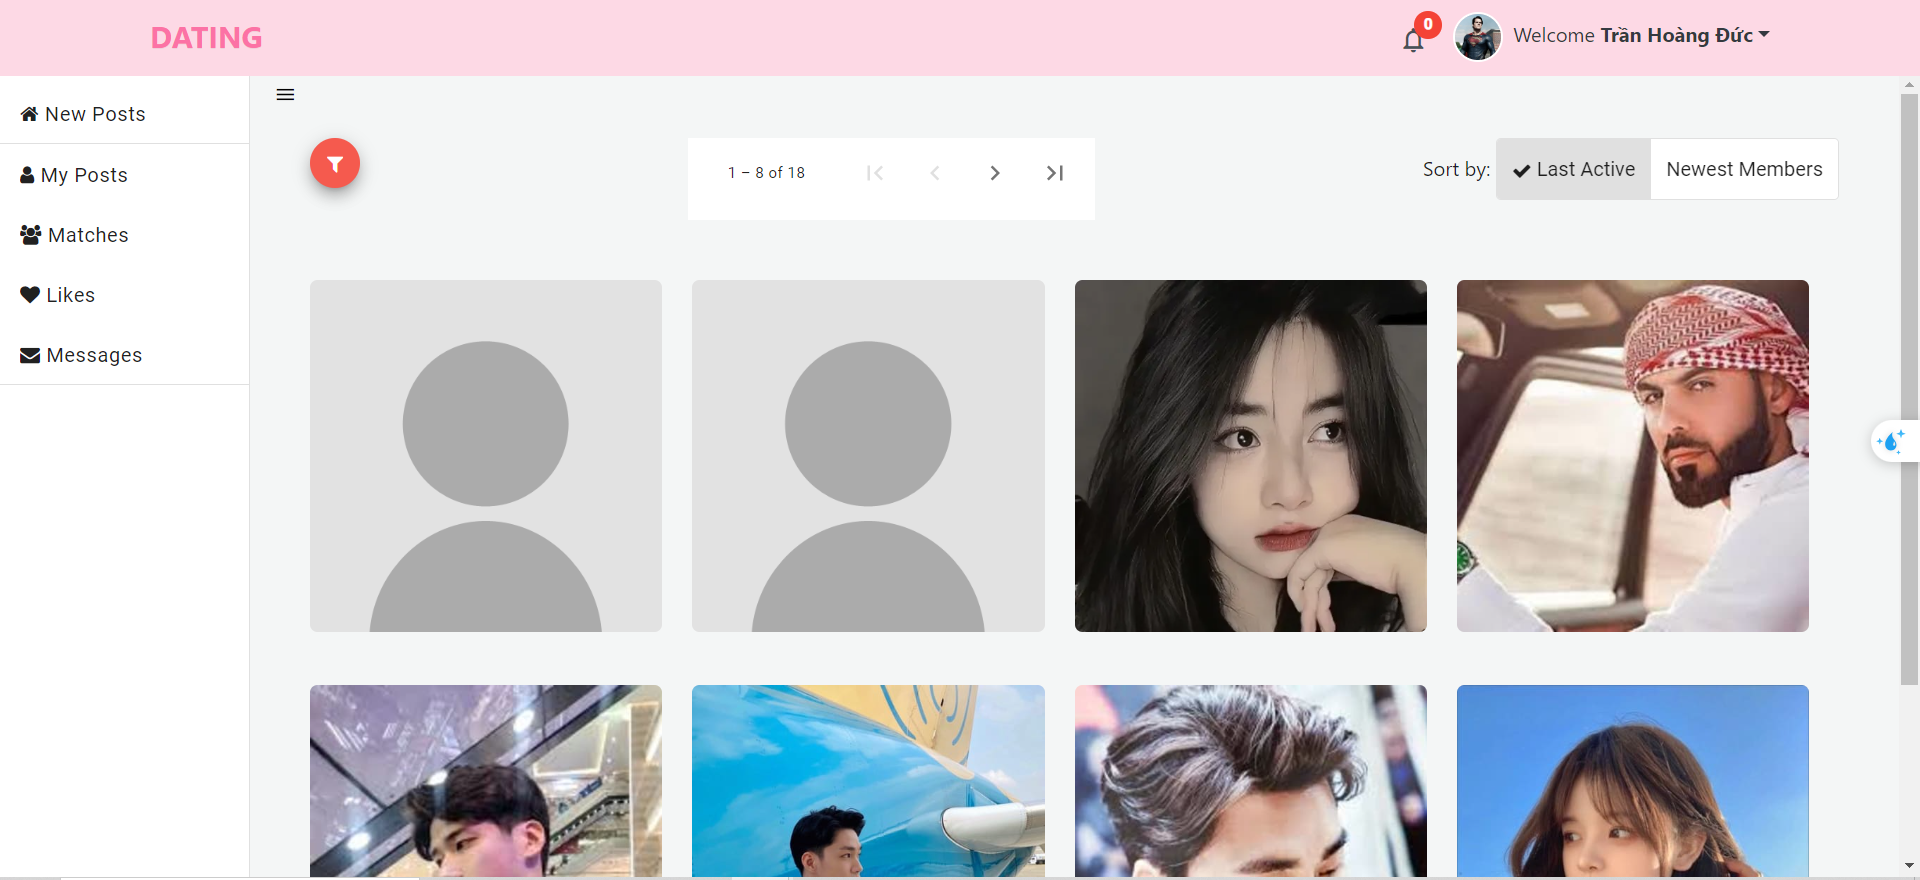 DATING
0
Welcome Trần Hoàng Đức
New Posts
My Posts
Matches
Likes
Messages
1 – 8 of 18
Sort by:
Last Active
Newest Members